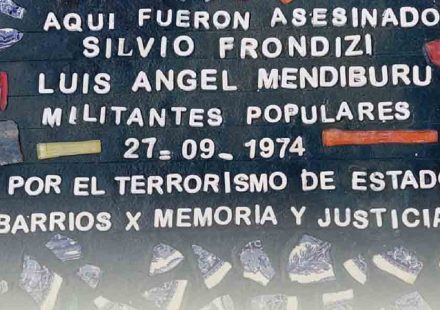 AQUI FUERON ASESINADO
SILVIO FRONDIZI
LUIS ANGEL MENDIBURU
MILITANTES POPULARES
27=09-1974
POR EL TERRORISMO DE ESTADO
BARRIOS X MEMORIA Y JUSTICIA